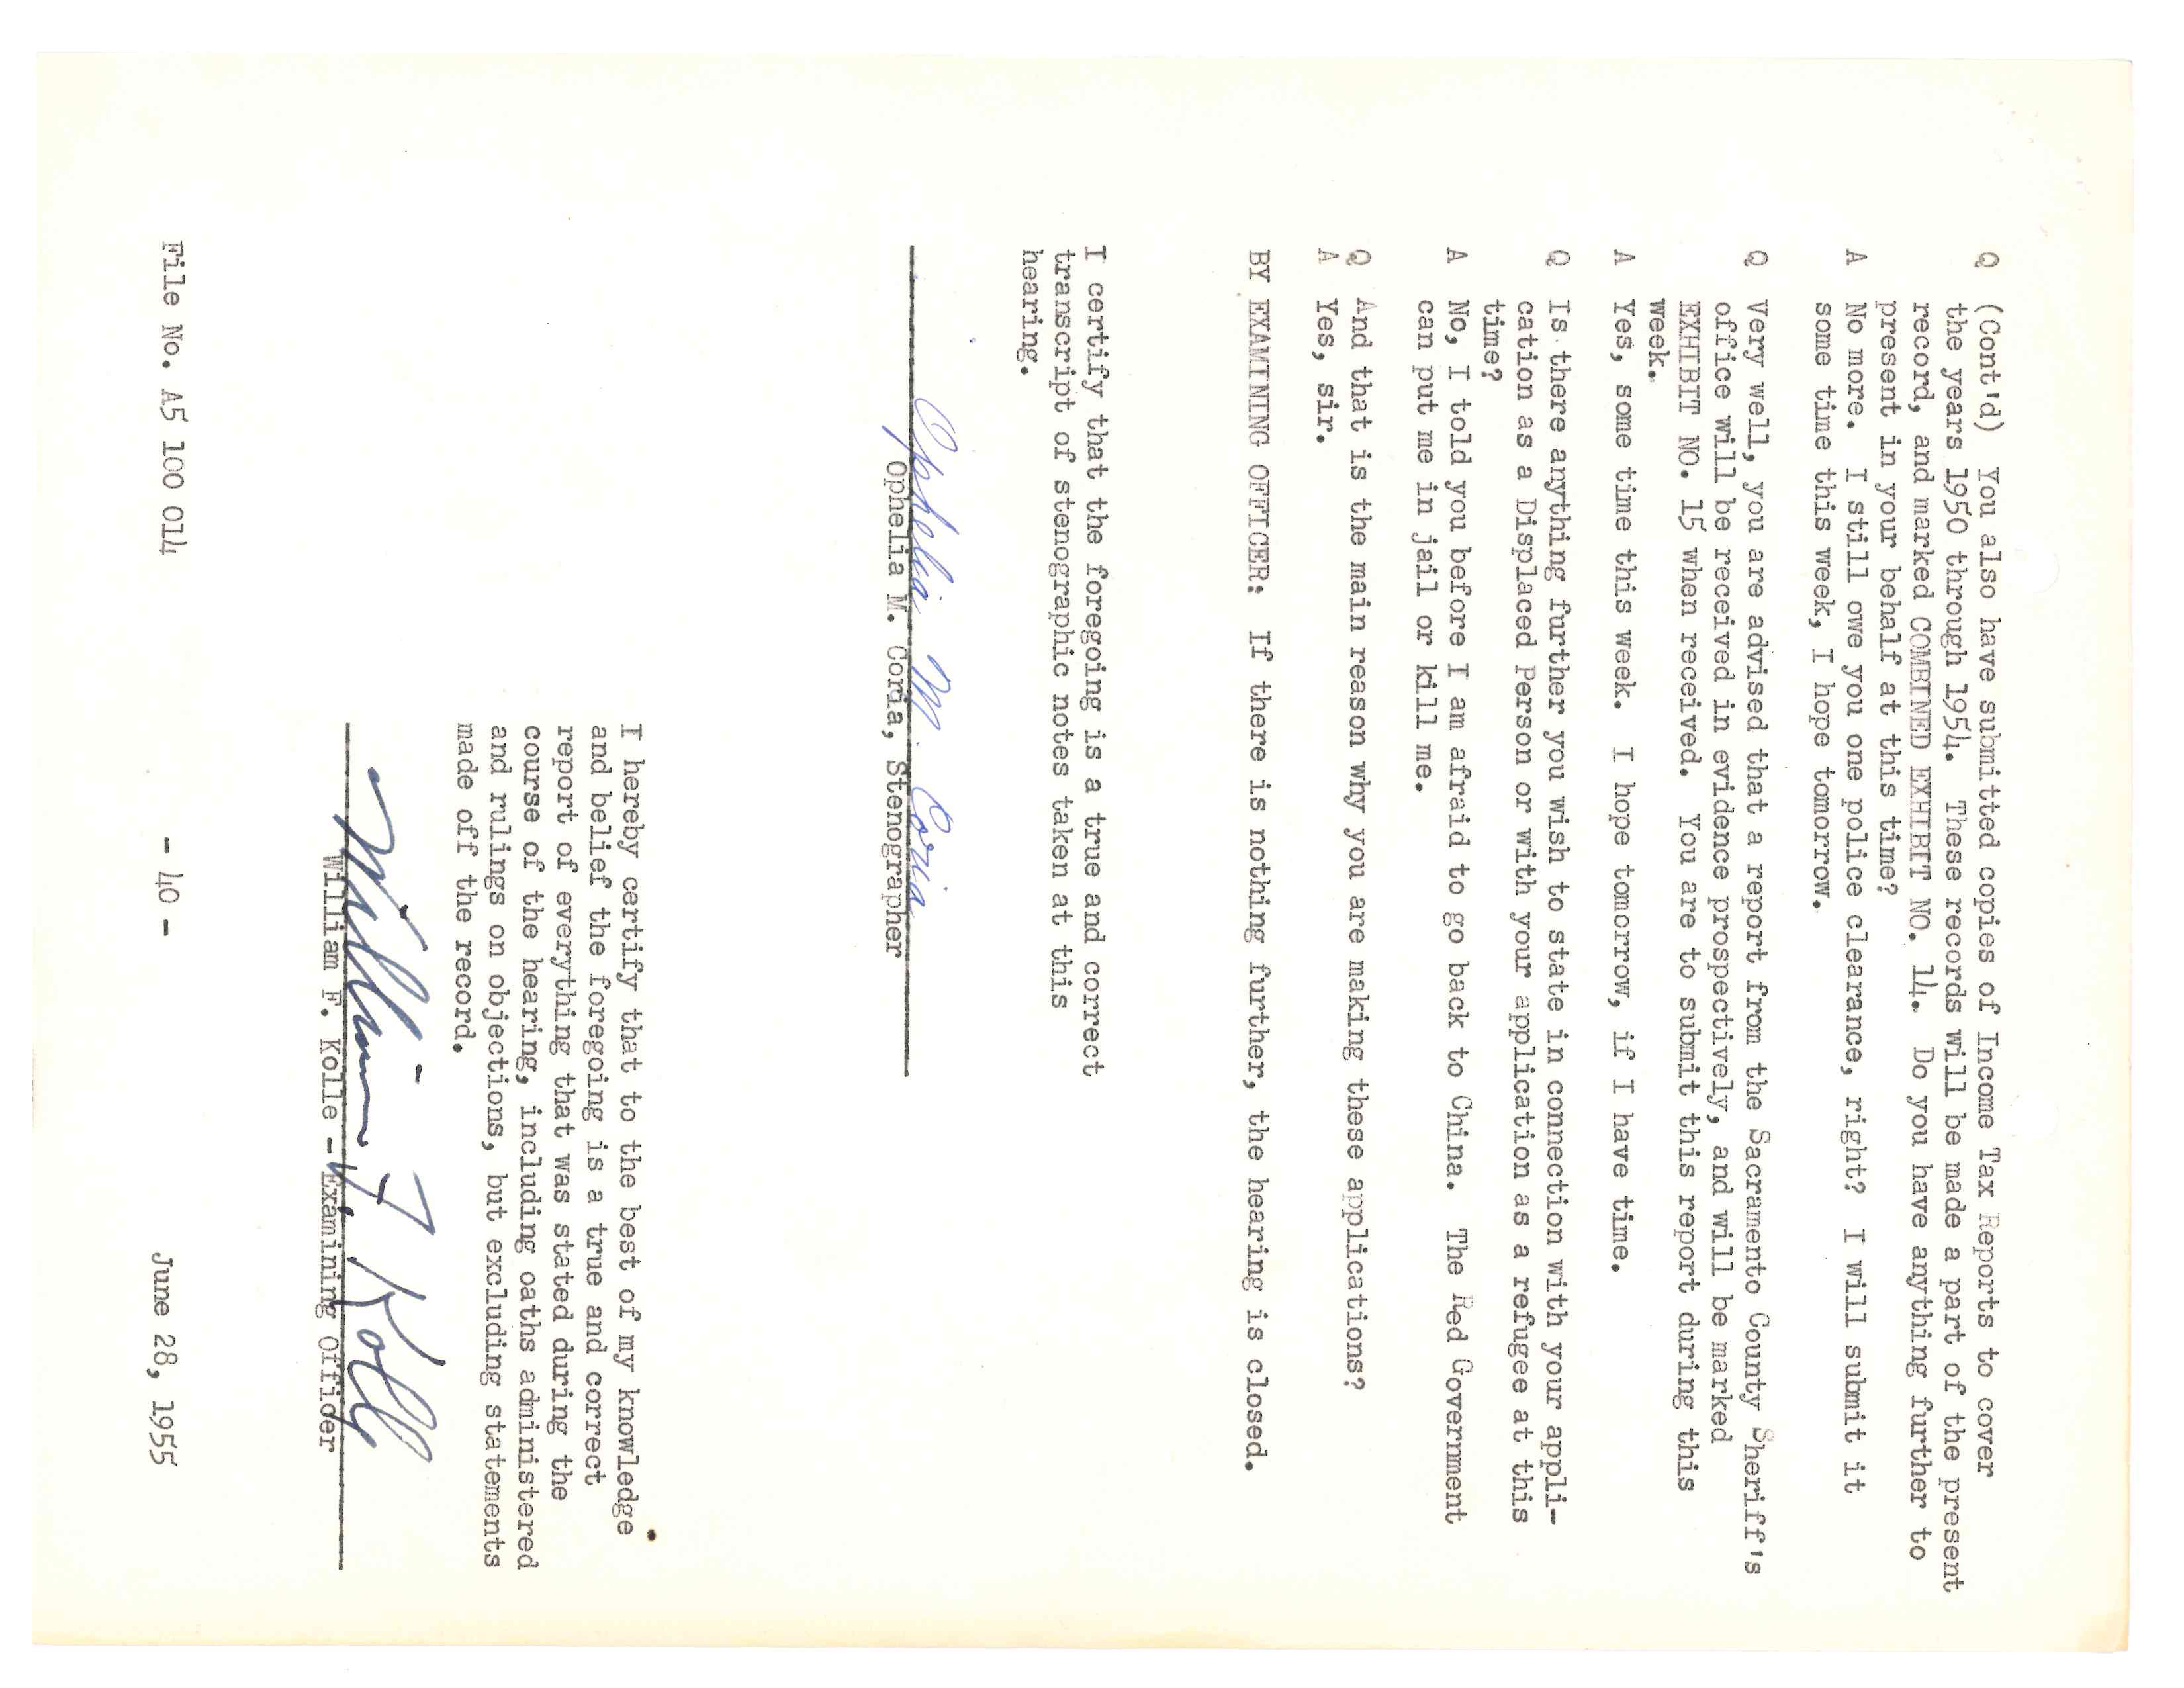 Q (Cont'd) You also have submitted copies of Income Tax Reports to cover
the years 1950 through 1954. These records will be made a part of the present
record, and marked COMBINED EXHIBIT NO. 14. Do you have anything further to
present in your behalf at this time?
A No more. I still owe you one police clearance, right? I will submit it
some time this week, I hope tomorrow.
Q Very well, you are advised that a report from the Sacramento County Sheriff's
office will be received in evidence prospectively, and will be marked
EXHIBIT NO. 15 when received. You are to submit this report during this
week.
A Yes, some time this week. I hope tomorrow, if I have time.
Q Is there anything further you wish to state in connection with your appli-
cation as a Displaced Person or with your application as a refugee at this
time?
A No, I told you before I am afraid to go back to China. The Red Government
can put me in jail or kill me.
Q And that is the main reason why you are making these applications?
A Yes, sir.
BY EXAMINING OFFICER: If there is nothing further, the hearing is closed.
I certify that the foregoing is a true and correct
transcript of stenographic notes taken at this
hearing.
Ophelia M. Coria
Ophelia M. Coria, Stenographer
I hereby certify that to the best of my knowledge
and belief the foregoing is a true and correct
report of everything that was stated during the
course of the hearing, including oaths administered
and rulings on objections, but excluding statements
made off the record.
William F. Kolle
William F. Kolle - Examining Officer
File No. A5 100 014 - 40 - June 28, 1955